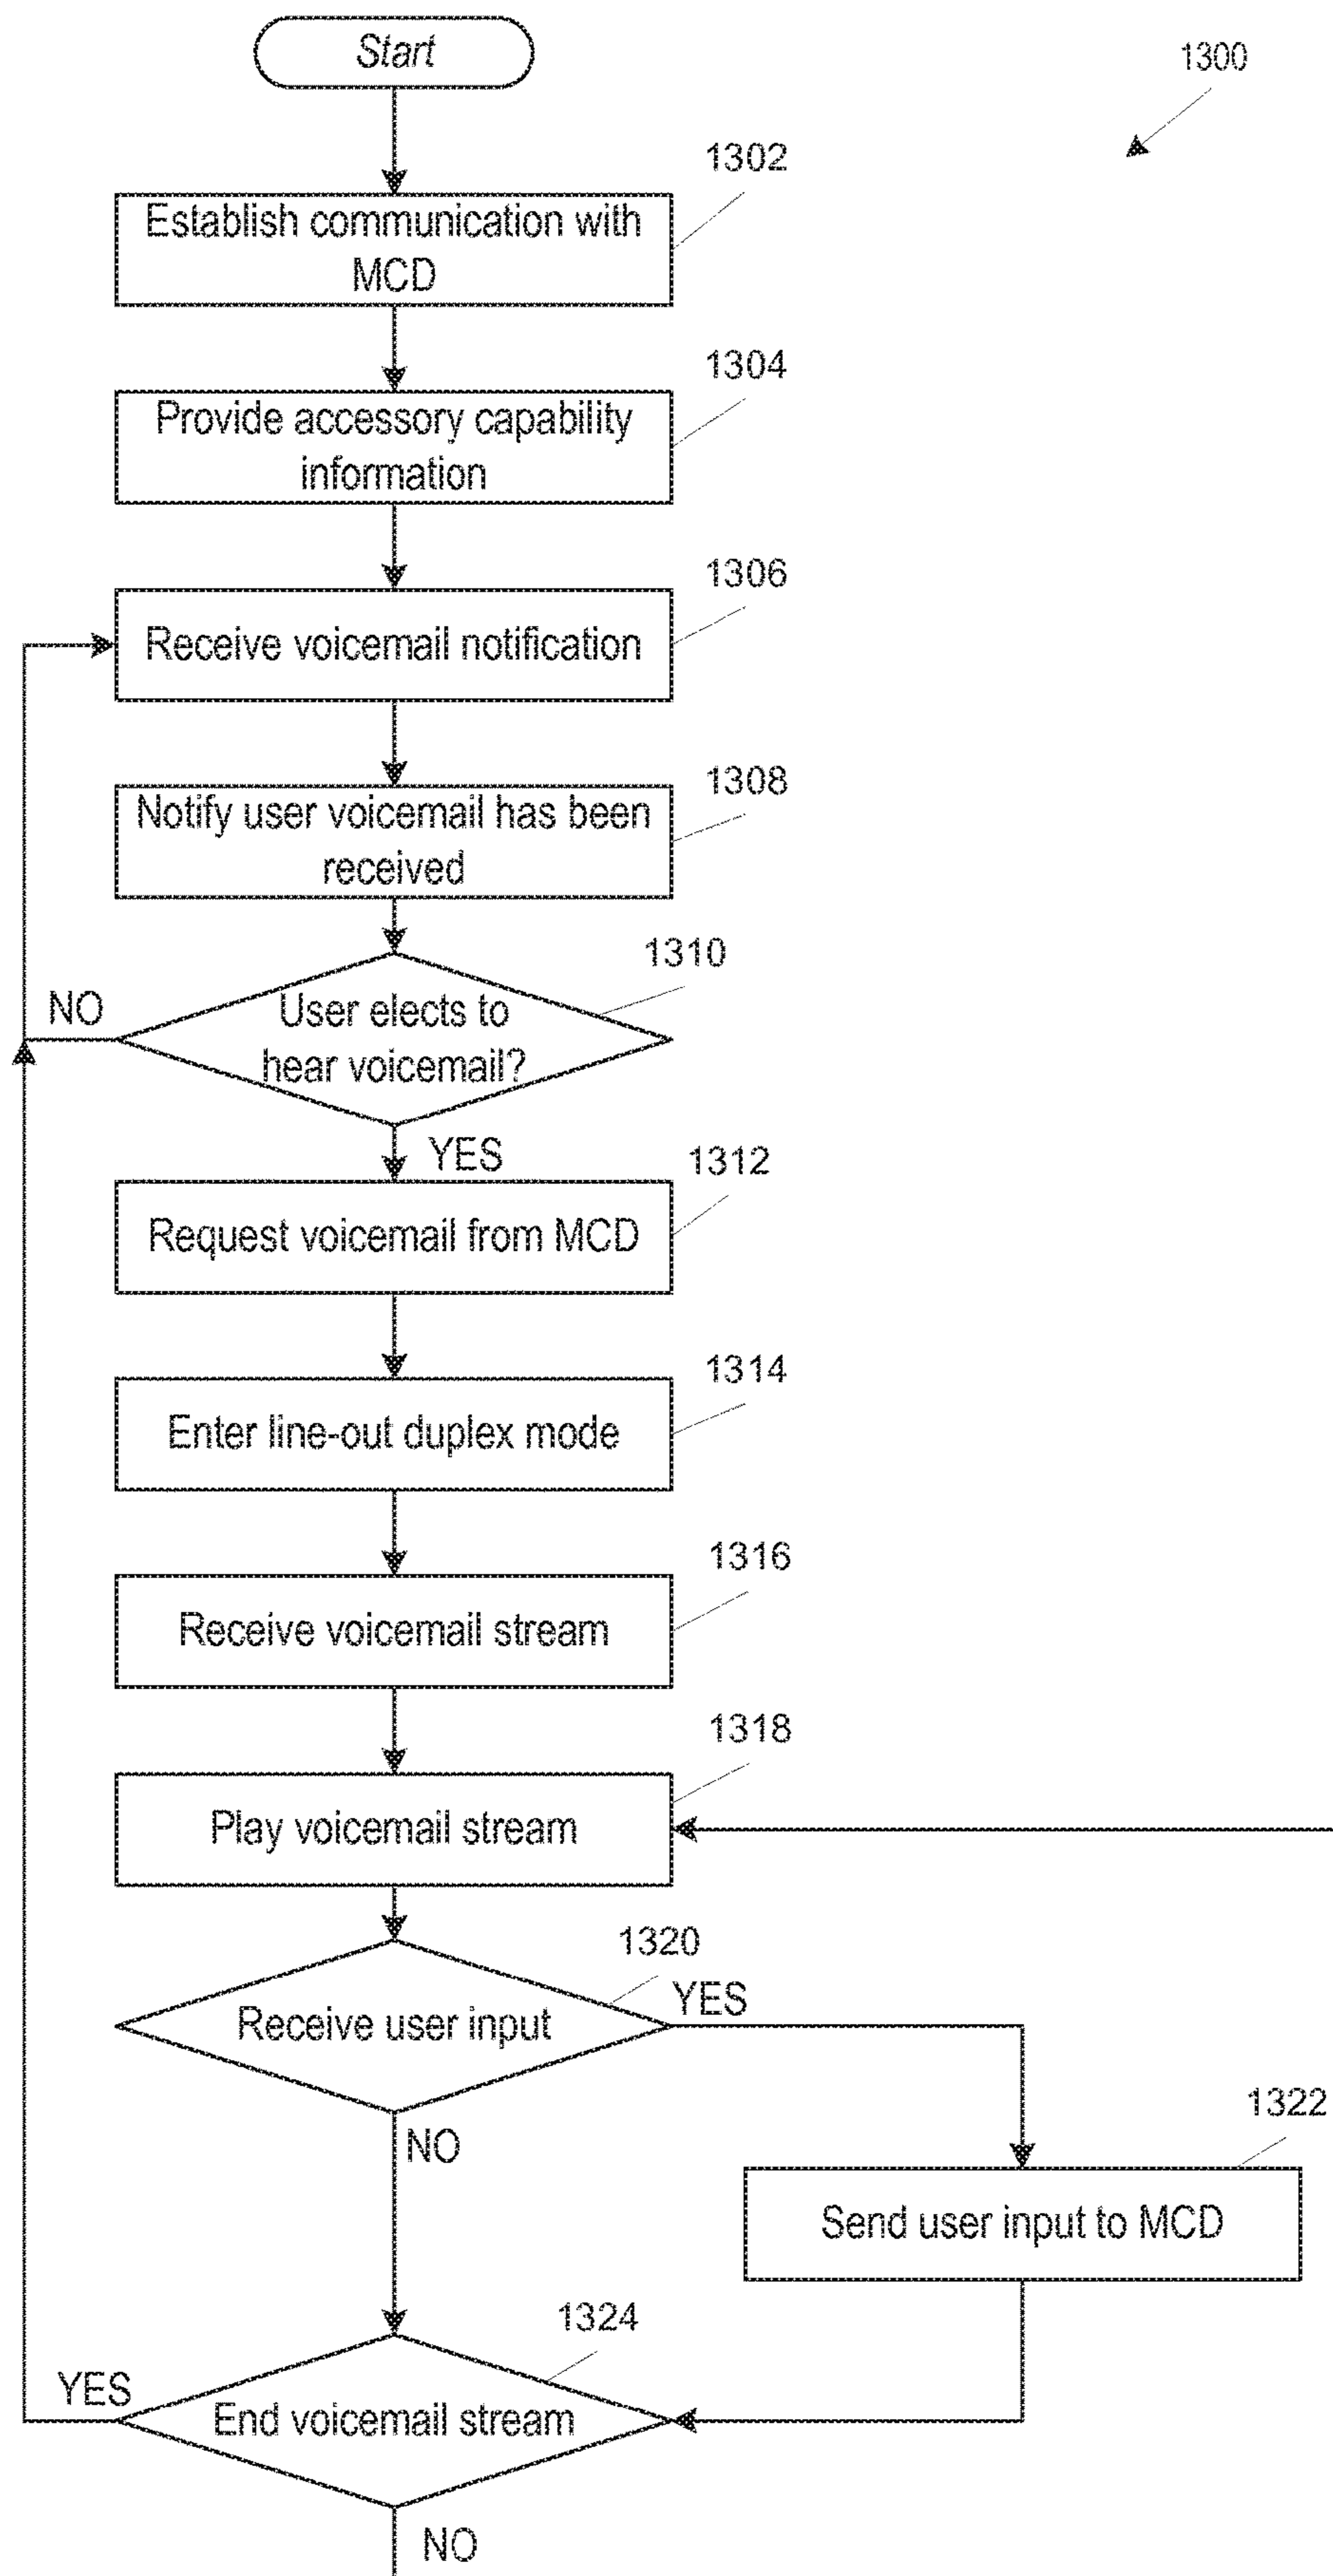 Start
1300
1302
Establish communication with
MCD
1304
Provide accessory capability
information
1306
Receive voicemail notification
1308
Notify user voicemail has been
received
1310
NO
User elects to
hear voicemail?
YES
1312
Request voicemail from MCD
1314
Enter line-out duplex mode
1316
Receive voicemail stream
1318
Play voicemail stream
1320
YES
Receive user input
NO
1322
Send user input to MCD
1324
YES
End voicemail stream
NO